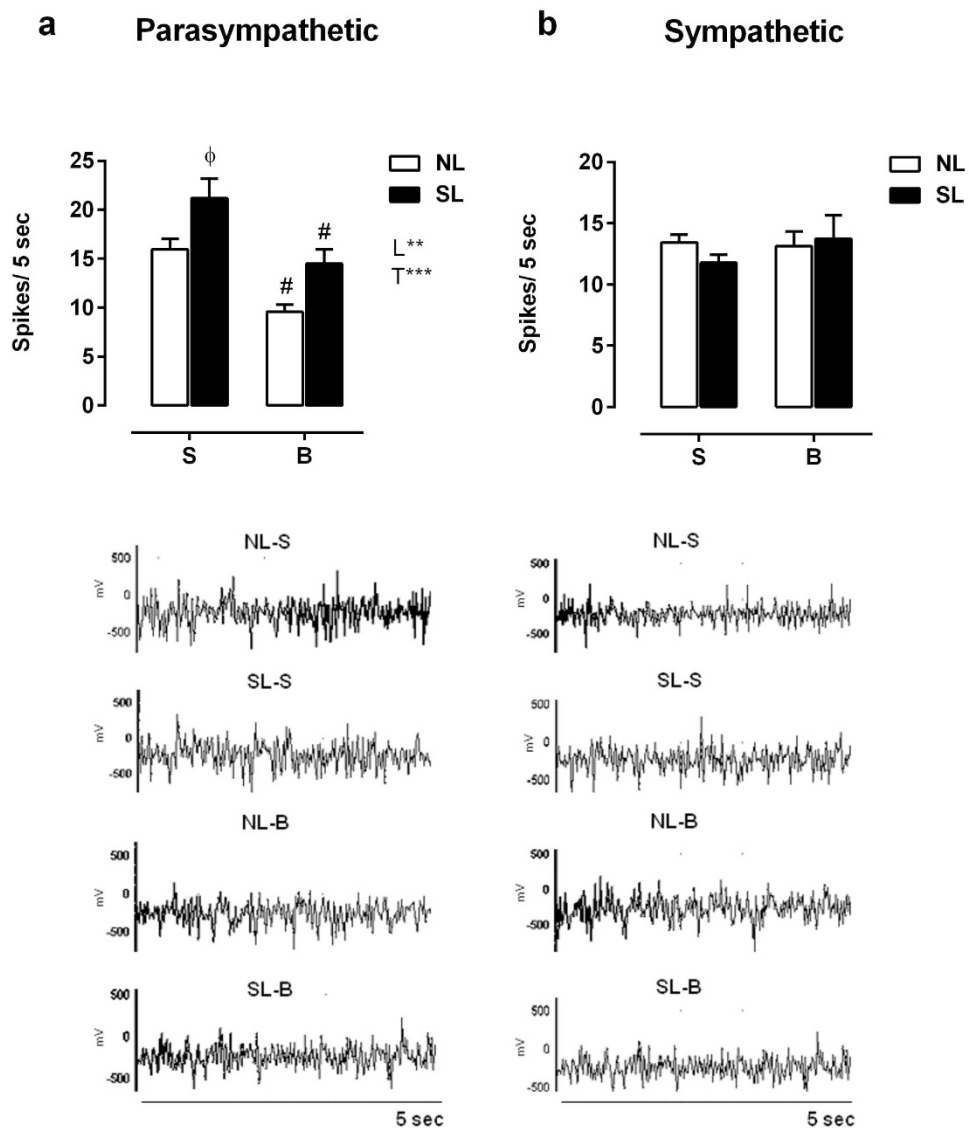 a Parasympathetic
25
20
15
10
5
0
Spikes/ 5 sec
ϕ
#
#
NL
SL
L**
T***
S B
b Sympathetic
20
15
10
5
0
Spikes/ 5 sec
NL
SL
S B
NL-S
500
0
-500
mV
SL-S
500
0
-500
mV
NL-B
500
0
-500
mV
SL-B
500
0
-500
mV
5 sec
NL-S
500
0
-500
mV
SL-S
500
0
-500
mV
NL-B
500
0
-500
mV
SL-B
500
0
-500
mV
5 sec